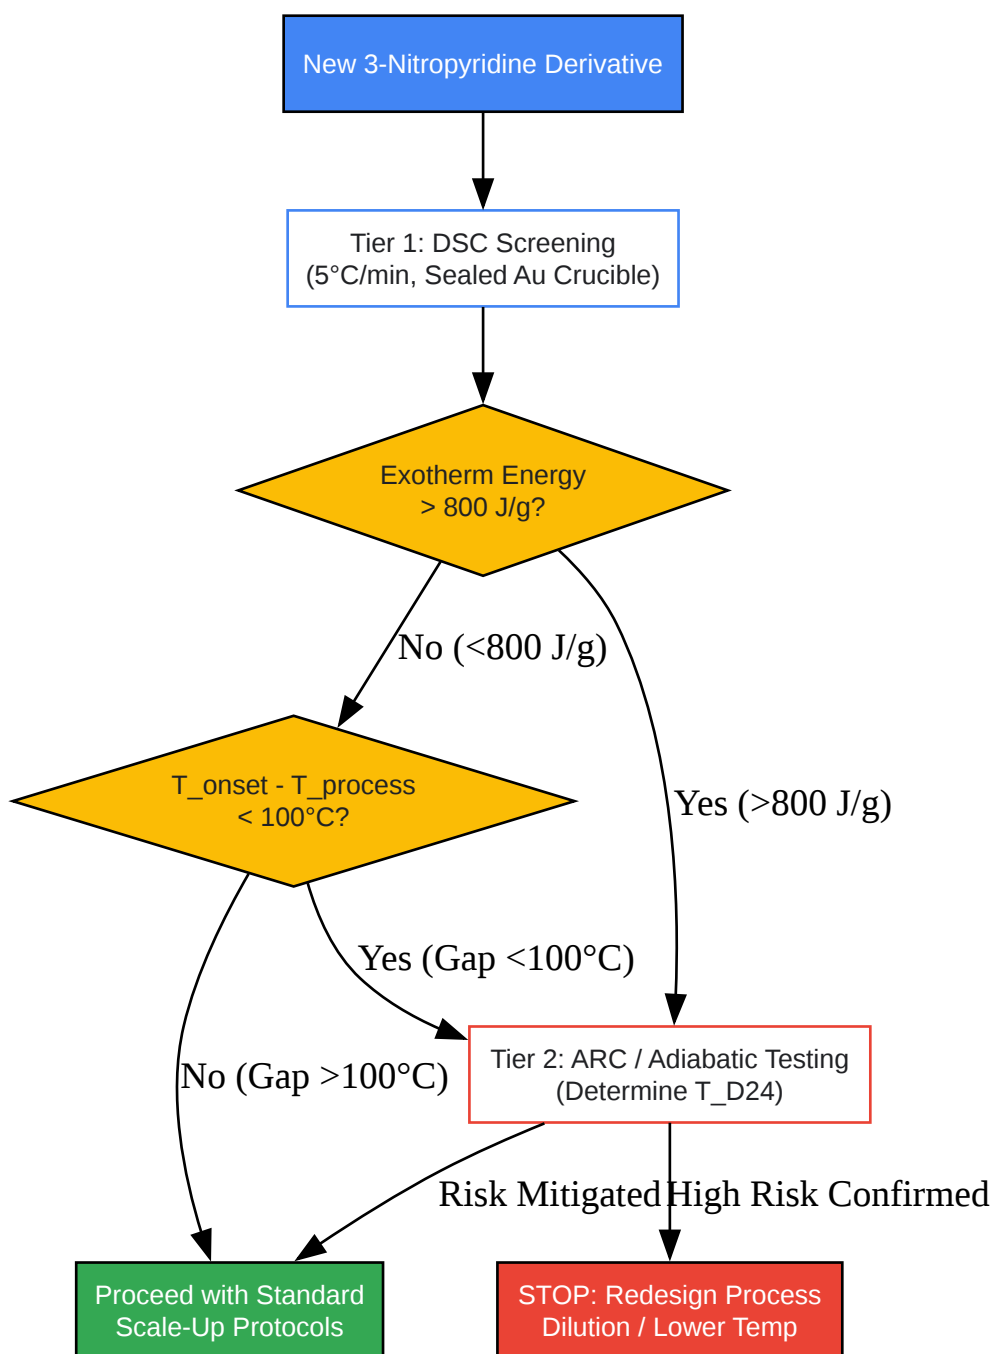 New 3-Nitropyridine Derivative
Tier 1: DSC Screening
(5°C/min, Sealed Au Crucible)
Exotherm Energy
> 800 J/g?
No (<800 J/g)
T_onset - T_process
< 100°C?
Yes (>800 J/g)
Yes (Gap <100°C)
No (Gap >100°C)
Tier 2: ARC / Adiabatic Testing
(Determine T_D24)
Risk Mitigated
High Risk Confirmed
Proceed with Standard
Scale-Up Protocols
STOP: Redesign Process
Dilution / Lower Temp